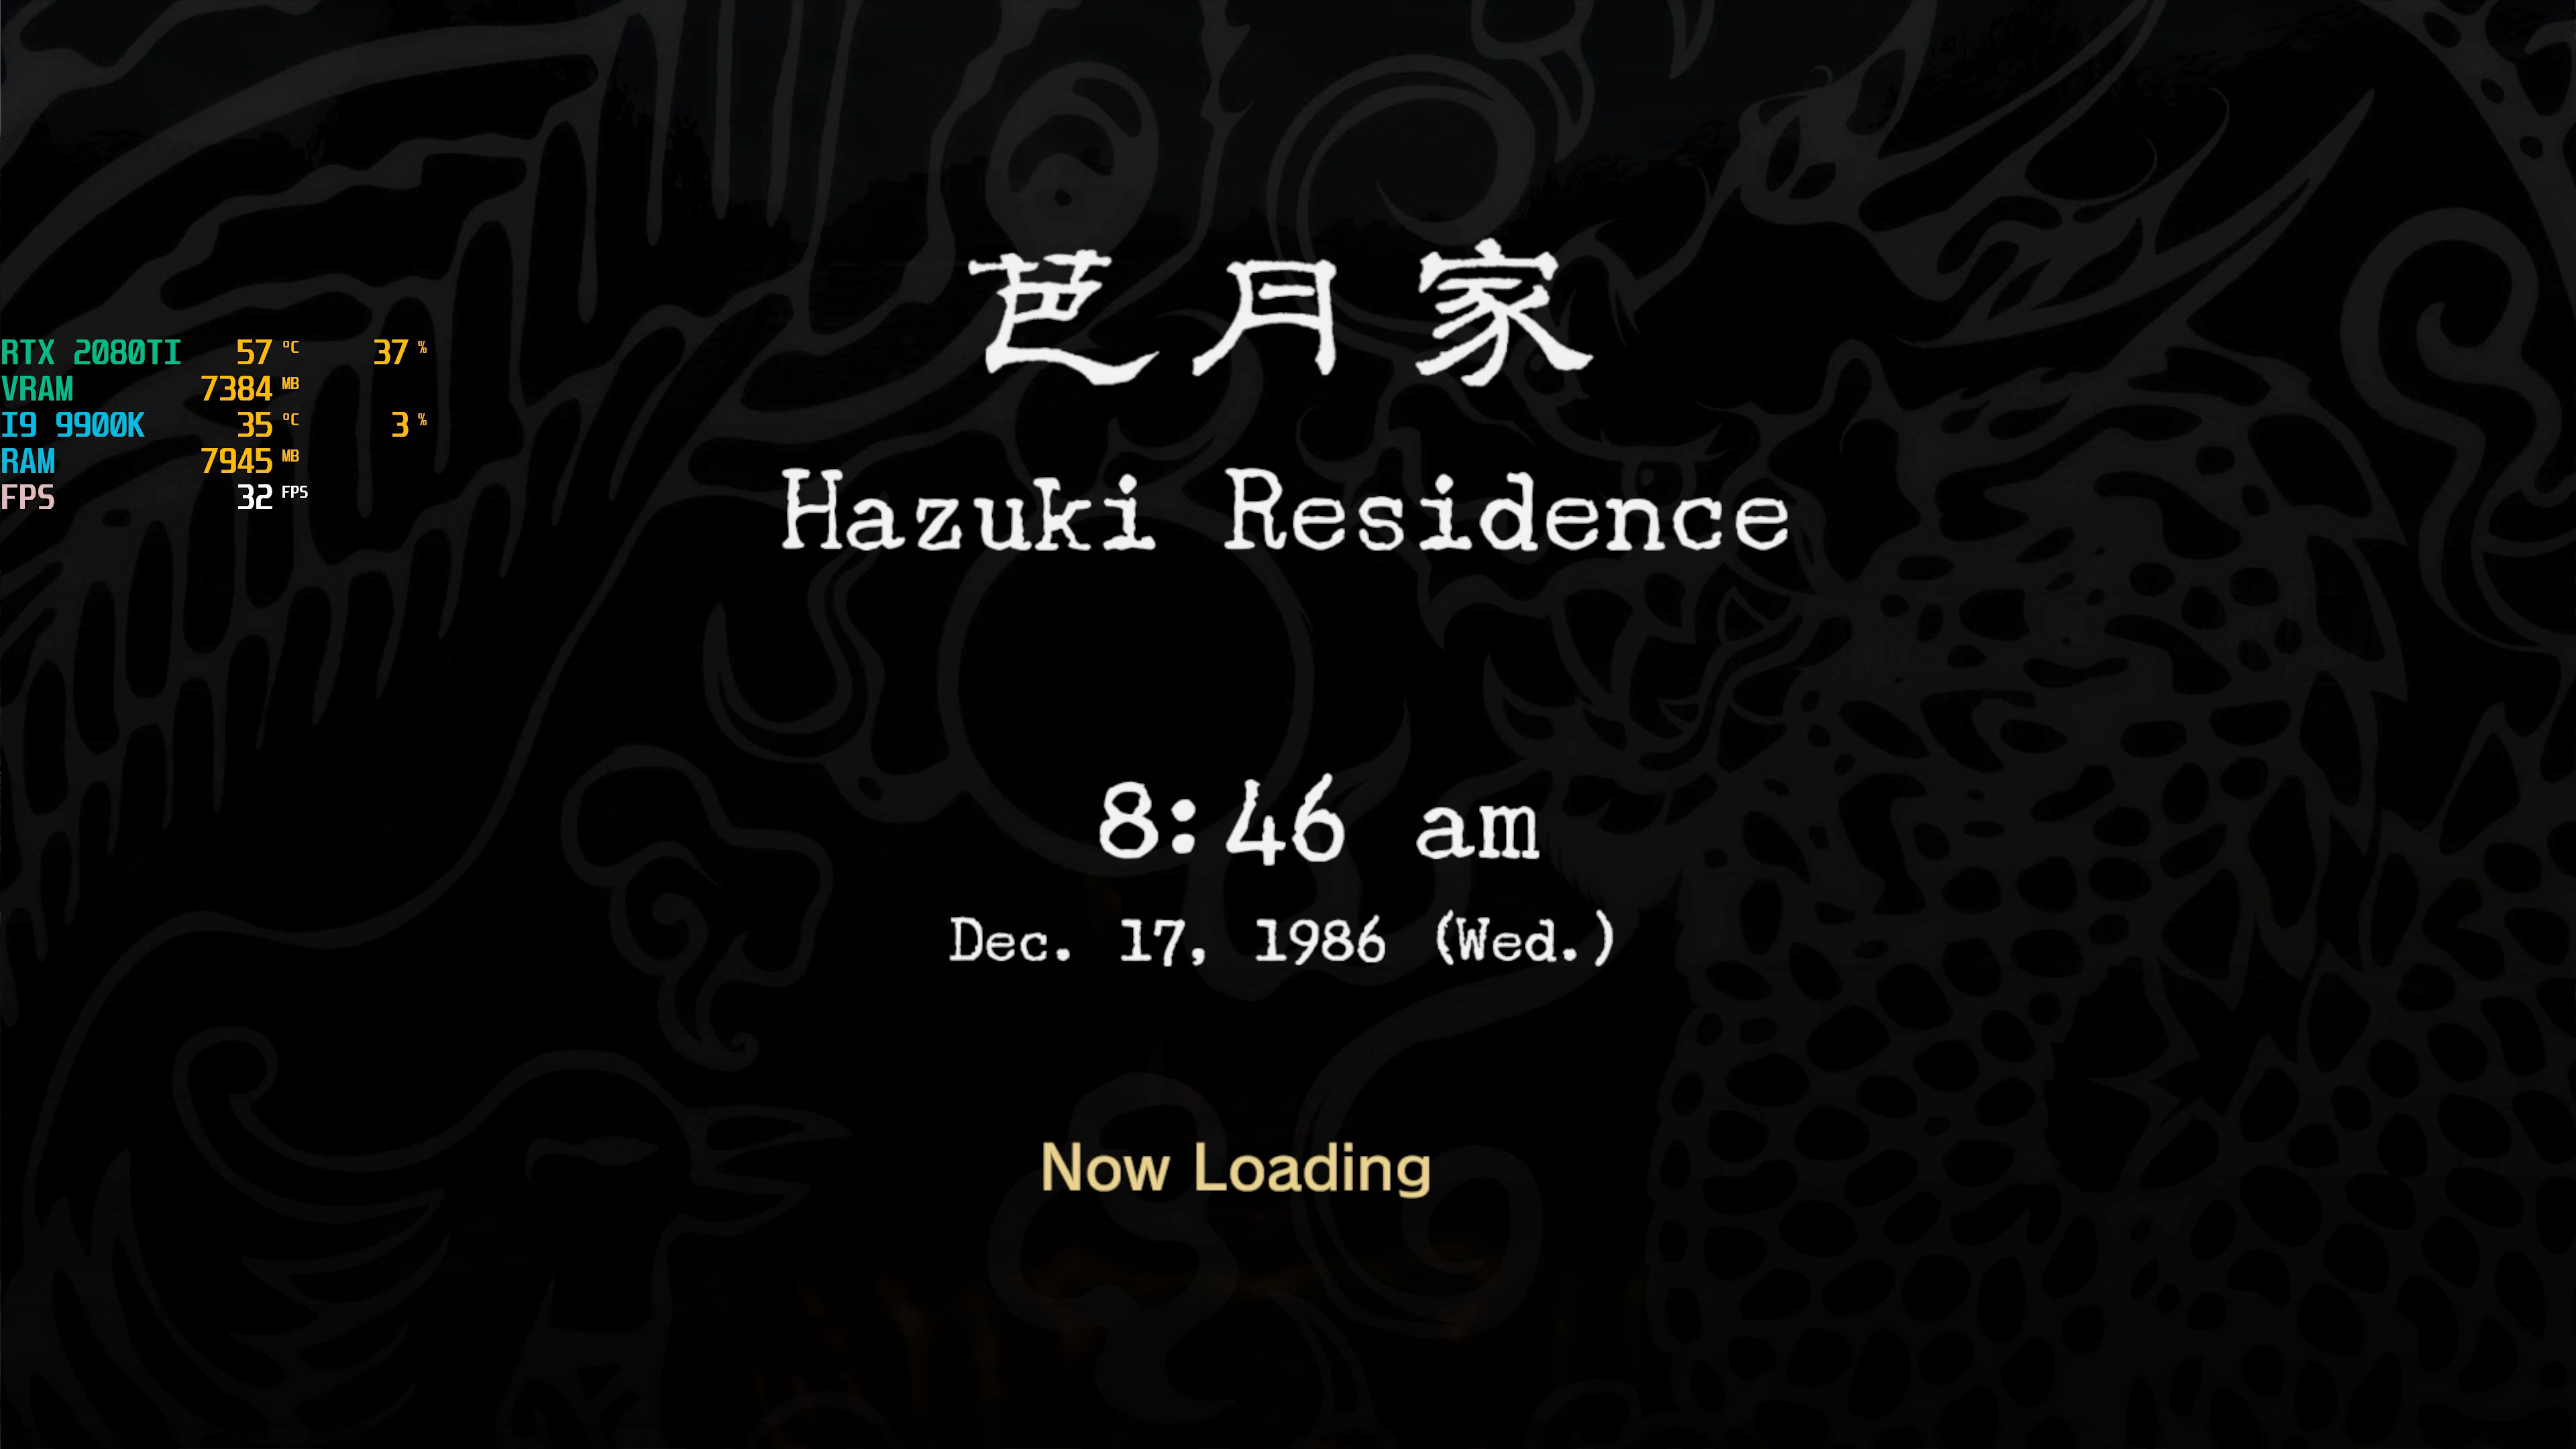 芭月家
Hazuki Residence
RTX 2080TI 57 °C 37 %
VRAM 7384 MB
I9 9900K 35 °C 3 %
RAM 7945 MB
FPS 32 FPS
8:46 am
Dec. 17, 1986 (Wed.)
Now Loading